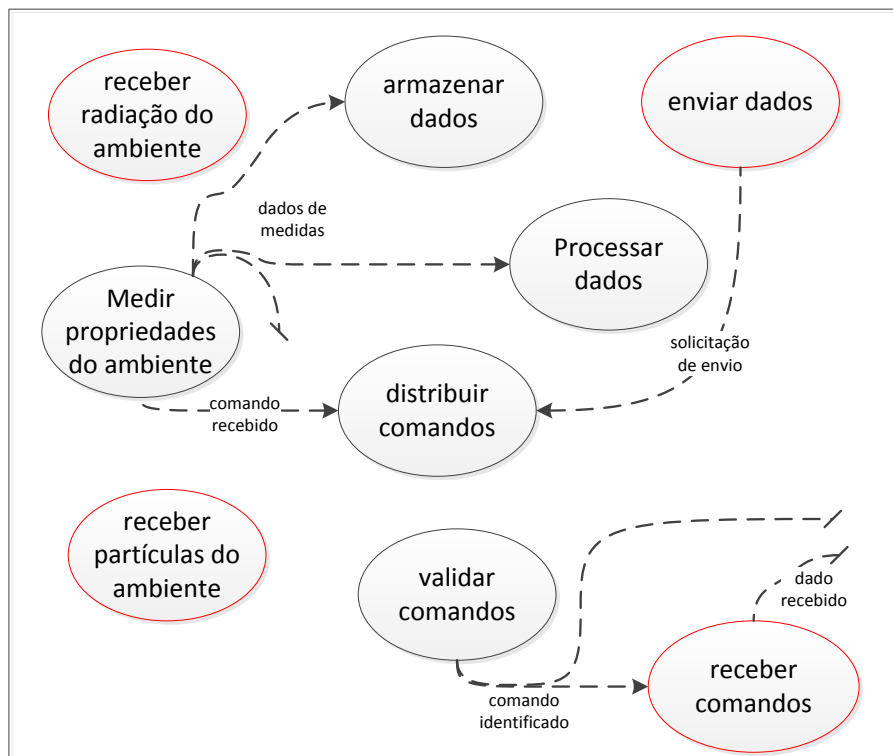 receber
radiação do
ambiente
armazenar
dados
enviar dados
dados de
medidas
Processar
dados
Medir
propriedades
do ambiente
solicitação
de envio
comando
recebido
distribuir
comandos
receber
partículas do
ambiente
validar
comandos
dado
recebido
comando
identificado
receber
comandos